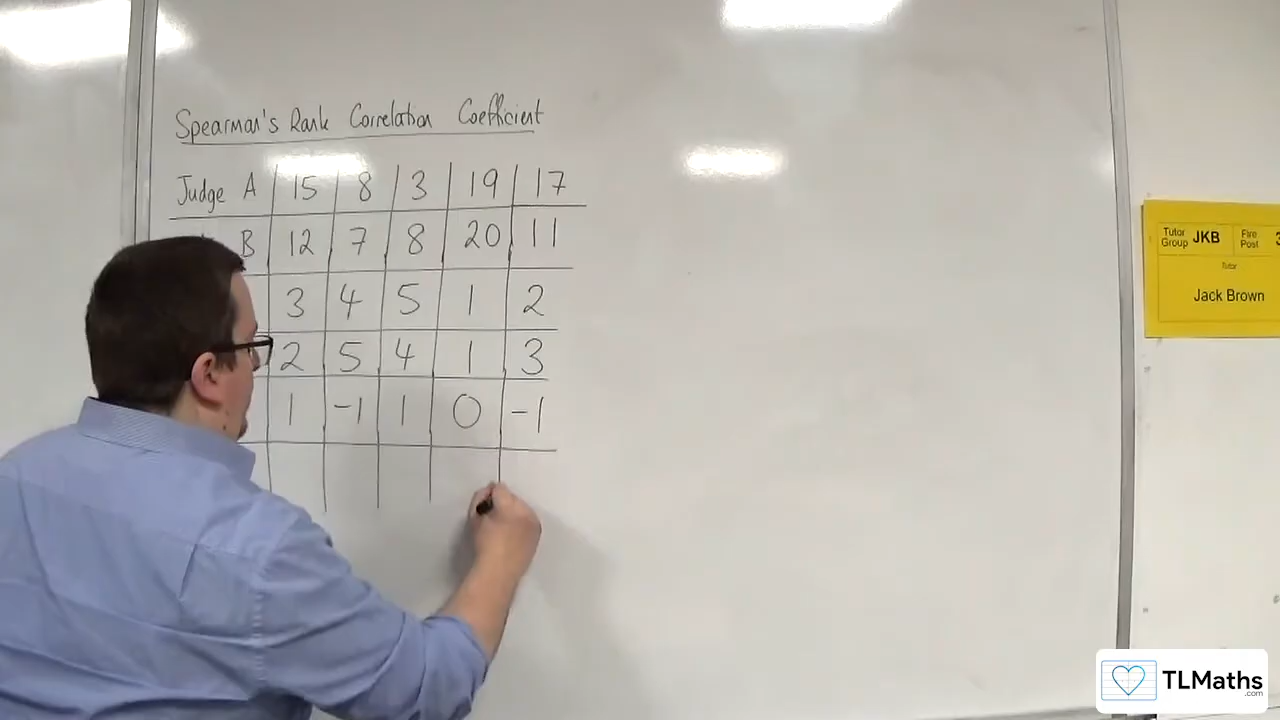 Spearman's Rank Correlation Coefficient
Judge A 15 8 3 19 17
B 12 7 8 20 11
3 4 5 1 2
2 5 4 1 3
1 -1 1 0 -1
Tutor Group JKB Fire Post 3
Tutor
Jack Brown
TLMaths
.com